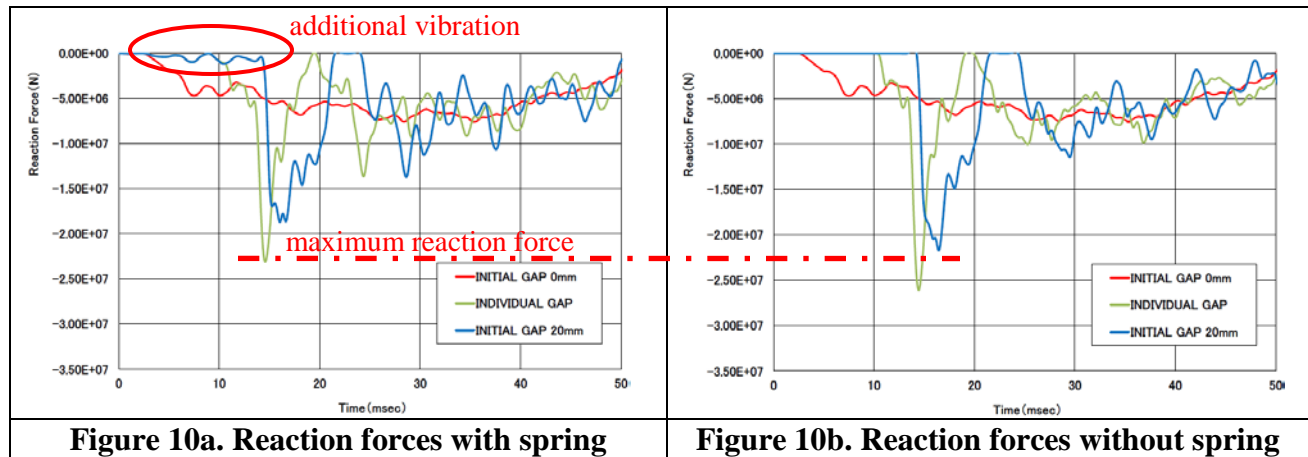 additional vibration
0.00E+00
−5.00E+06
−1.00E+07
−1.50E+07
−2.00E+07
−2.50E+07
−3.00E+07
−3.50E+07
Reaction Force(N)
maximum reaction force
INITIAL GAP 0mm
INDIVIDUAL GAP
INITIAL GAP 20mm
0 10 20 30 40 50
Time(msec)
Figure 10a. Reaction forces with spring
0.00E+00
−5.00E+06
−1.00E+07
−1.50E+07
−2.00E+07
−2.50E+07
−3.00E+07
−3.50E+07
Reaction Force(N)
INITIAL GAP 0mm
INDIVIDUAL GAP
INITIAL GAP 20mm
0 10 20 30 40 50
Time(msec)
Figure 10b. Reaction forces without spring